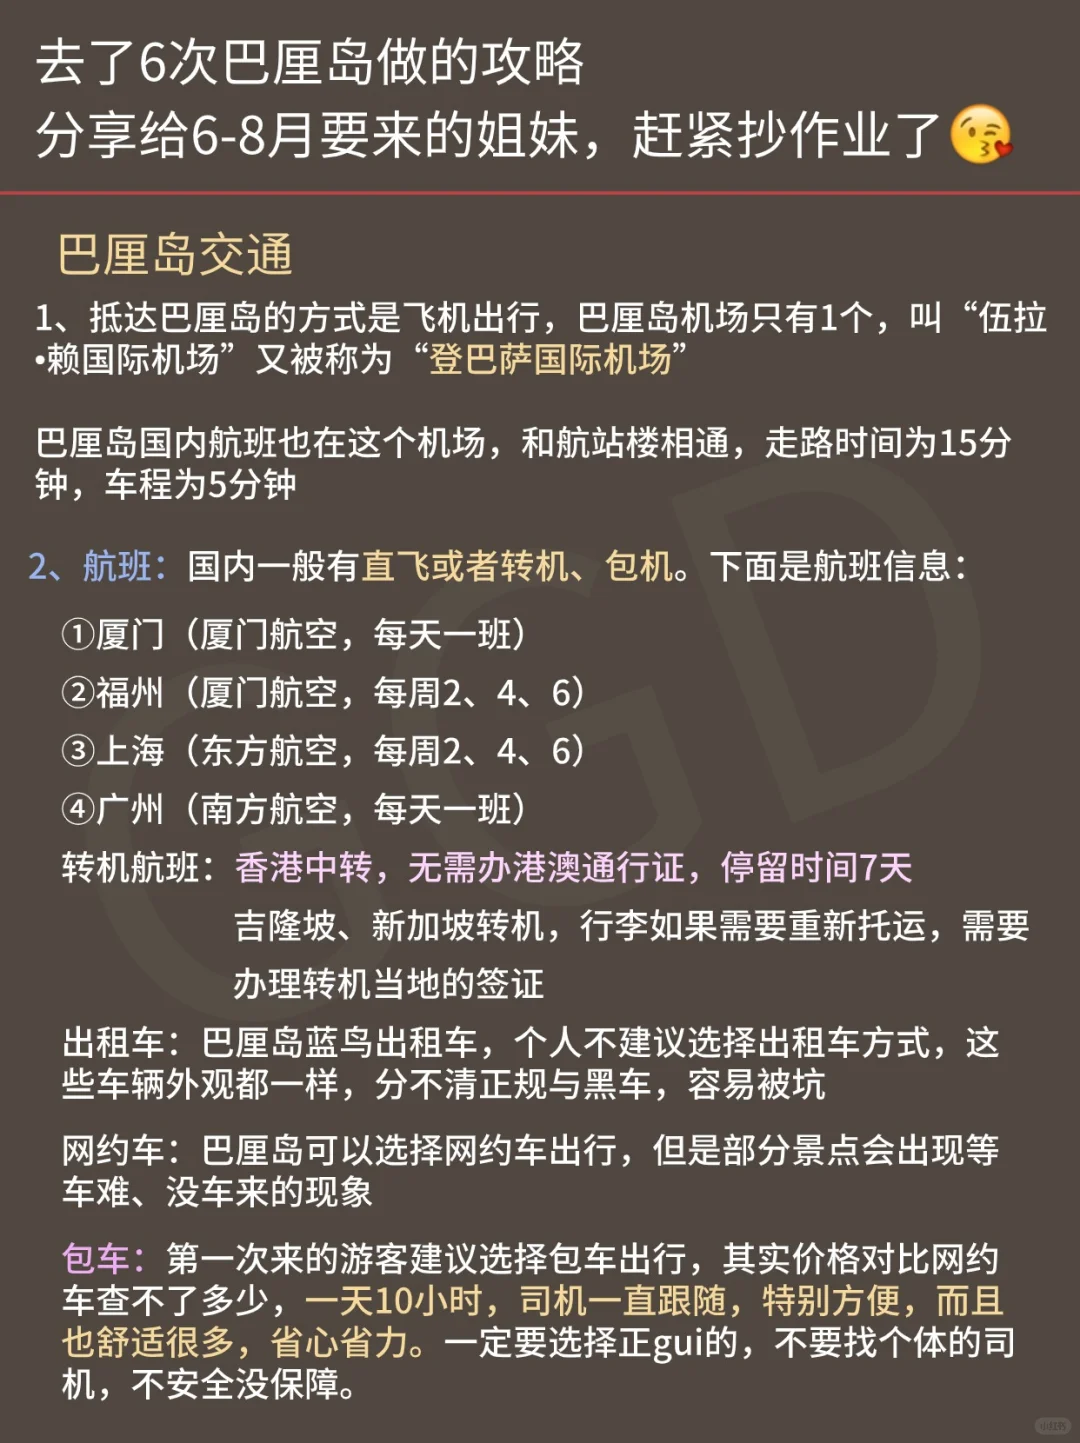 去了6次巴厘岛做的攻略
分享给6-8月要来的姐妹，赶紧抄作业了😘
巴厘岛交通
1、抵达巴厘岛的方式是飞机出行，巴厘岛机场只有1个，叫“伍拉
•赖国际机场”又被称为“登巴萨国际机场”
巴厘岛国内航班也在这个机场，和航站楼相通，走路时间为15分
钟，车程为5分钟
2、航班：国内一般有直飞或者转机、包机。下面是航班信息：
①厦门（厦门航空，每天一班）
②福州（厦门航空，每周2、4、6）
③上海（东方航空，每周2、4、6）
④广州（南方航空，每天一班）
转机航班：香港中转，无需办港澳通行证，停留时间7天
吉隆坡、新加坡转机，行李如果需要重新托运，需要
办理转机当地的签证
出租车：巴厘岛蓝鸟出租车，个人不建议选择出租车方式，这
些车辆外观都一样，分不清正规与黑车，容易被坑
网约车：巴厘岛可以选择网约车出行，但是部分景点会出现等
车难、没车来的现象
包车：第一次来的游客建议选择包车出行，其实价格对比网约
车查不了多少，一天10小时，司机一直跟随，特别方便，而且
也舒适很多，省心省力。一定要选择正gui的，不要找个体的司
机，不安全没保障。
GGD
小红书